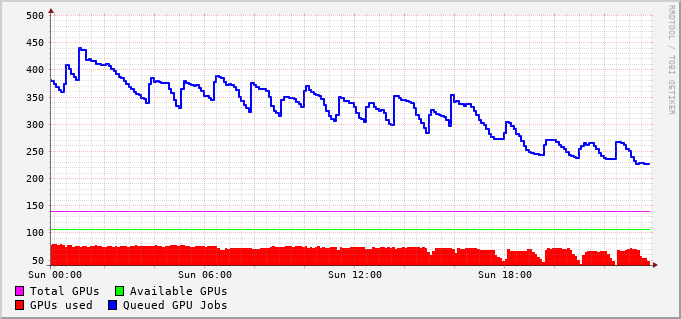 500
450
400
350
300
250
200
150
100
50
Sun 00:00 Sun 06:00 Sun 12:00 Sun 18:00
Total GPUs Available GPUs
GPUs used Queued GPU Jobs
RRDTOOL / TOBI OETIKER